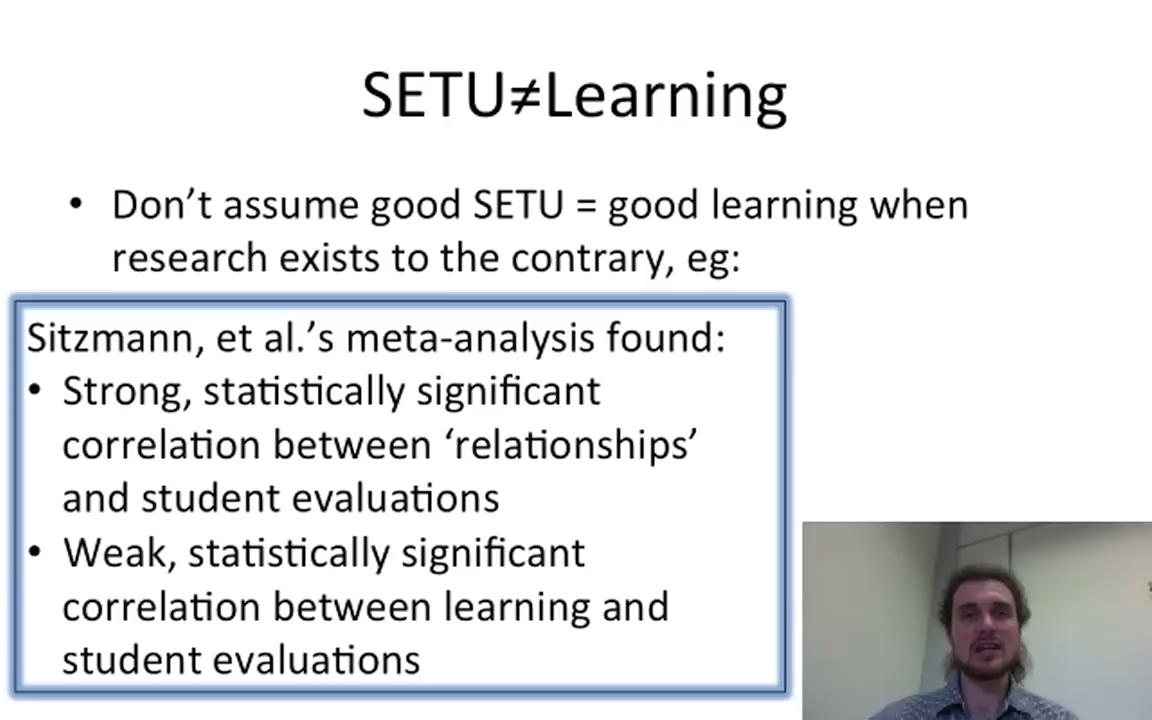 SETU≠Learning
• Don’t assume good SETU = good learning when
research exists to the contrary, eg:
Sitzmann, et al.’s meta-analysis found:
• Strong, statistically significant
correlation between ‘relationships’
and student evaluations
• Weak, statistically significant
correlation between learning and
student evaluations